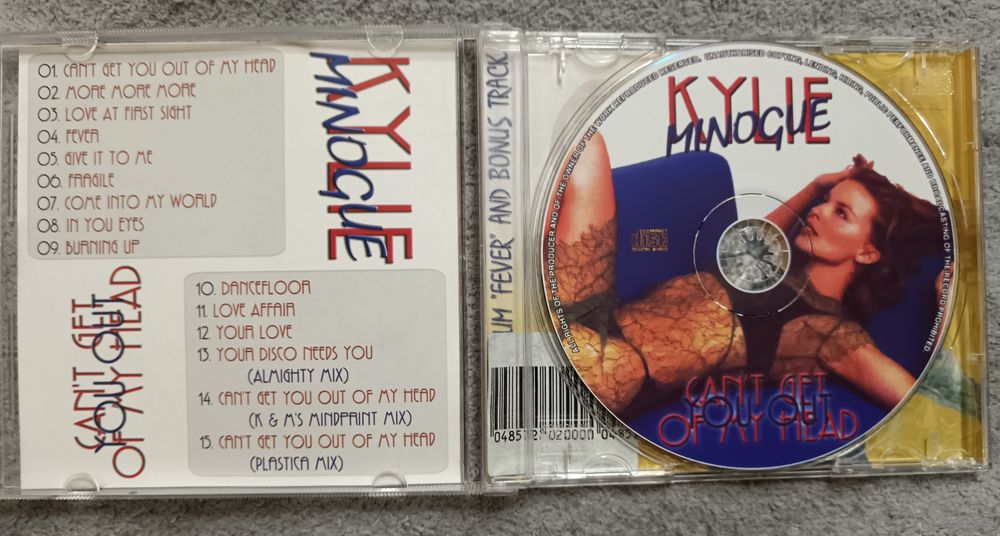 01. CAN'T GET YOU OUT OF MY HEAD
02. MORE MORE MORE
03. LOVE AT FIRST SIGHT
04. FEVER
05. GIVE IT TO ME
06. FRAGILE
07. COME INTO MY WORLD
08. IN YOU EYES
09. BURNING UP
KYLIE
MINOGUE
CAN'T GET
YOU OUT
OF MY HEAD
10. DANCEFLOOR
11. LOVE AFFAIR
12. YOUR LOVE
13. YOUR DISCO NEEDS YOU
(ALMIGHTY MIX)
14. CAN'T GET YOU OUT OF MY HEAD
(K & M'S MINDPRINT MIX)
15. CAN'T GET YOU OUT OF MY HEAD
(PLASTICA MIX)
UM "FEVER" AND BONUS TRACK
ALL RIGHTS OF THE PRODUCER AND OF THE OWNER OF THE WORK REPRODUCED RESERVED. UNAUTHORISED COPYING, LENDING, HIRING, PUBLIC PERFORMANCE AND BROADCASTING OF THE RECORD PROHIBITED.
KYLIE
MINOGUE
COMPACT
disc
DIGITAL AUDIO
CAN'T GET
YOU OUT
OF MY HEAD